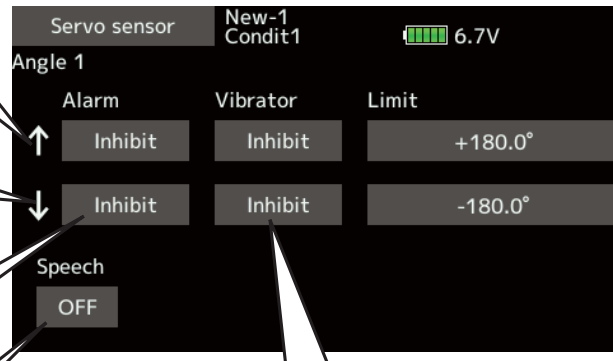 Servo sensor
New-1
Condit1
6.7V
Angle 1
Alarm Vibrator Limit
↑ Inhibit Inhibit +180.0°
↓ Inhibit Inhibit -180.0°
Speech
OFF